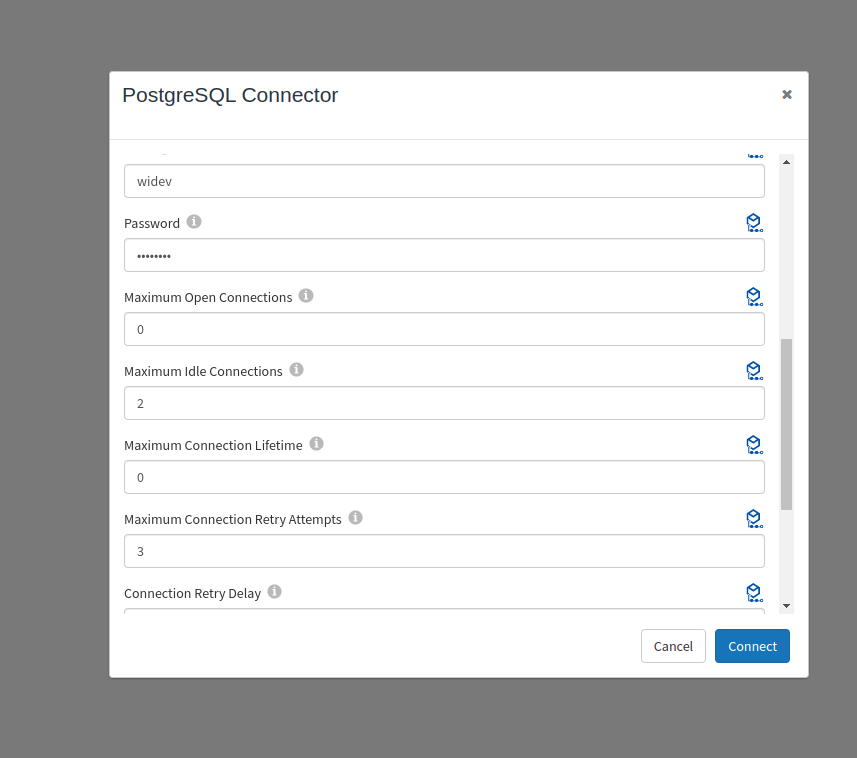 PostgreSQL Connector
widev
Password
••••••••
Maximum Open Connections
0
Maximum Idle Connections
2
Maximum Connection Lifetime
0
Maximum Connection Retry Attempts
3
Connection Retry Delay
Cancel
Connect